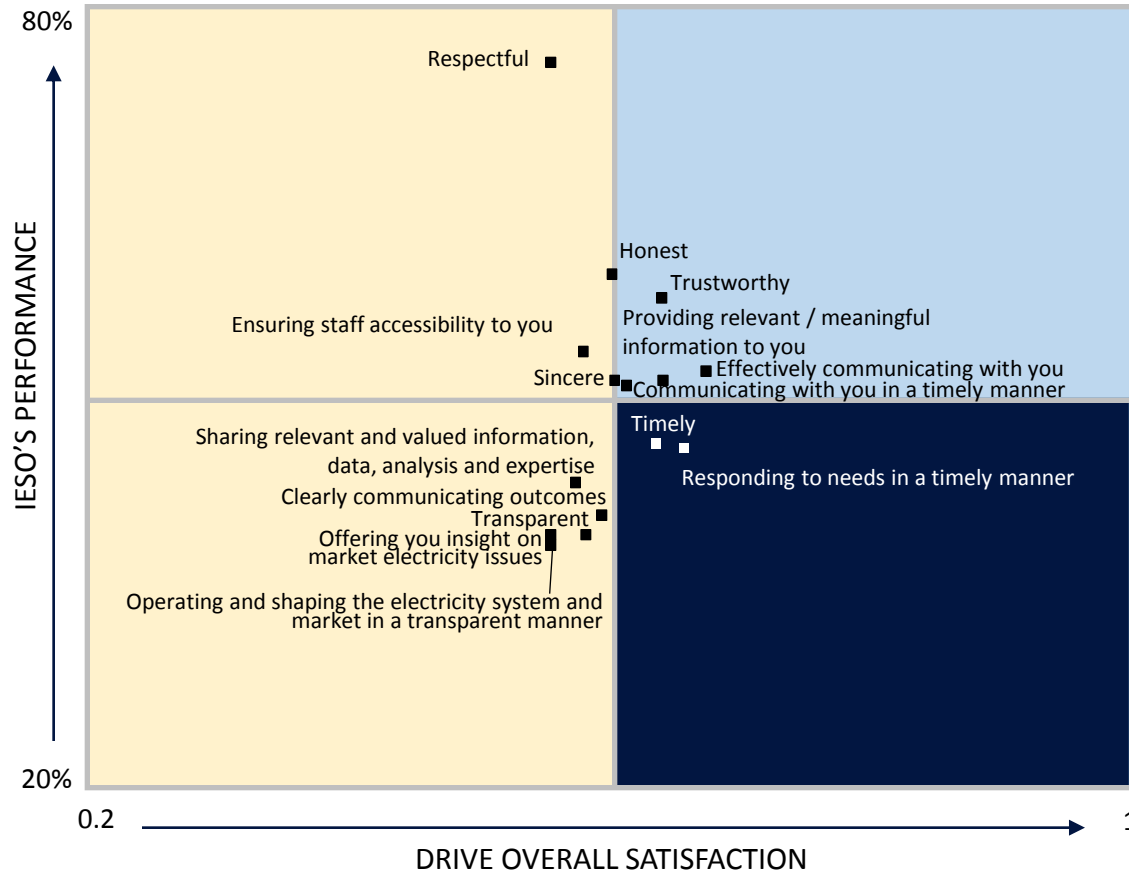 80%
Respectful
Honest
Trustworthy
Ensuring staff accessibility to you
Providing relevant / meaningful
information to you
Effectively communicating with you
Sincere
Communicating with you in a timely manner
IESO'S PERFORMANCE
Timely
Sharing relevant and valued information,
data, analysis and expertise
Responding to needs in a timely manner
Clearly communicating outcomes
Transparent
Offering you insight on
market electricity issues
Operating and shaping the electricity system and
market in a transparent manner
20%
0.2
1
DRIVE OVERALL SATISFACTION